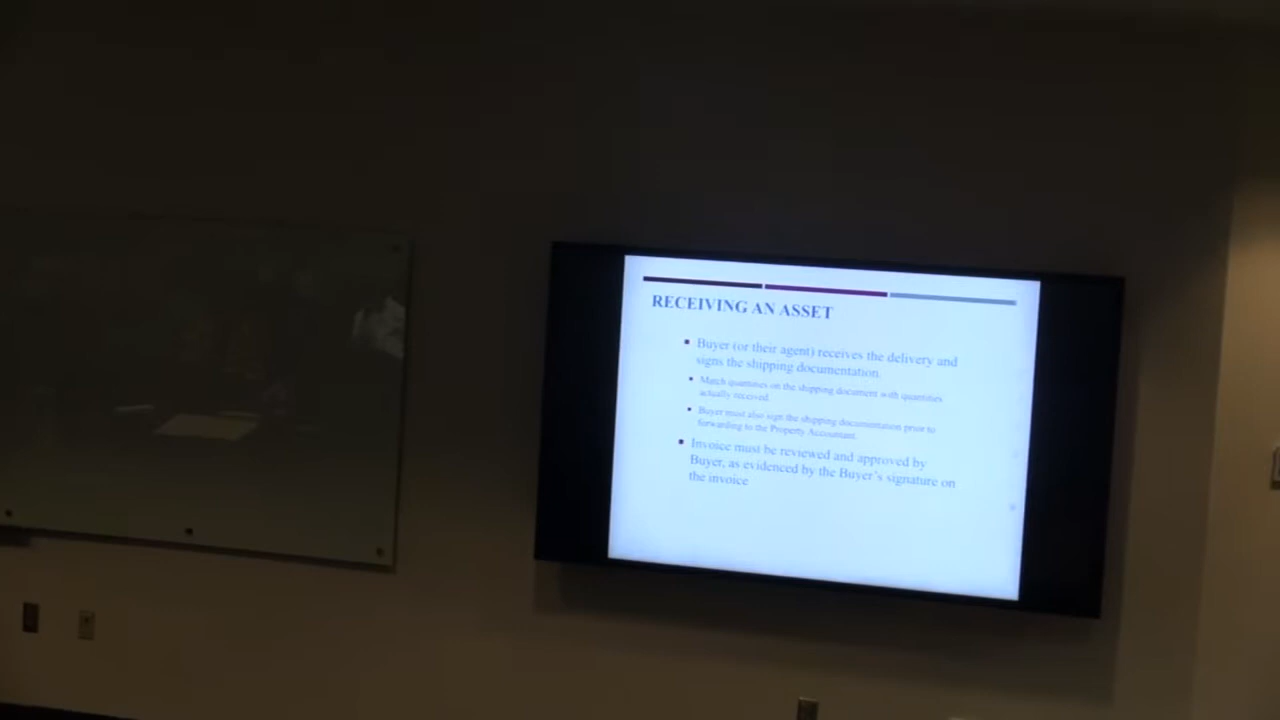 RECEIVING AN ASSET
Buyer (or their agent) receives the delivery and
signs the shipping documentation.
Match quantities on the shipping document with quantities
actually received.
Buyer must also sign the shipping documentation prior to
forwarding to the Property Accountant.
Invoice must be reviewed and approved by
Buyer, as evidenced by the Buyer's signature on
the invoice